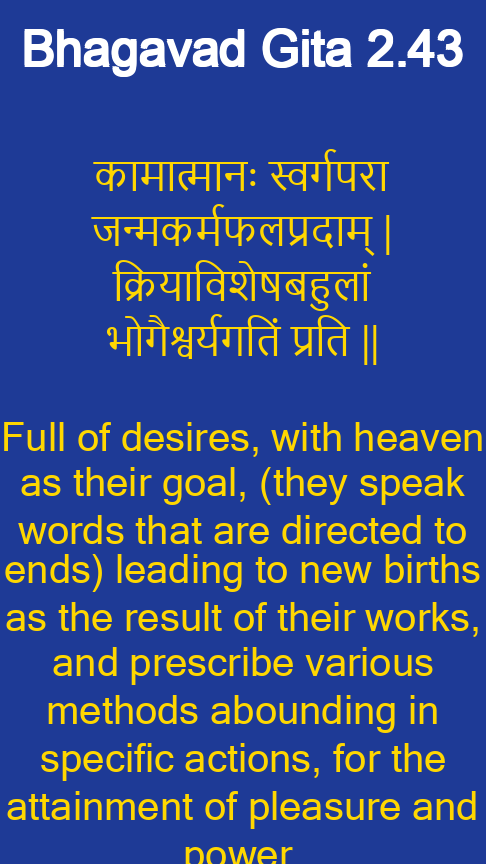 Bhagavad Gita 2.43
कामात्मानः स्वर्गपरा
जन्मकर्मफलप्रदाम् |
क्रियाविशेषबहुलां
भोगैश्वर्यगतिं प्रति ||
Full of desires, with heaven
as their goal, (they speak
words that are directed to
ends) leading to new births
as the result of their works,
and prescribe various
methods abounding in
specific actions, for the
attainment of pleasure and
power